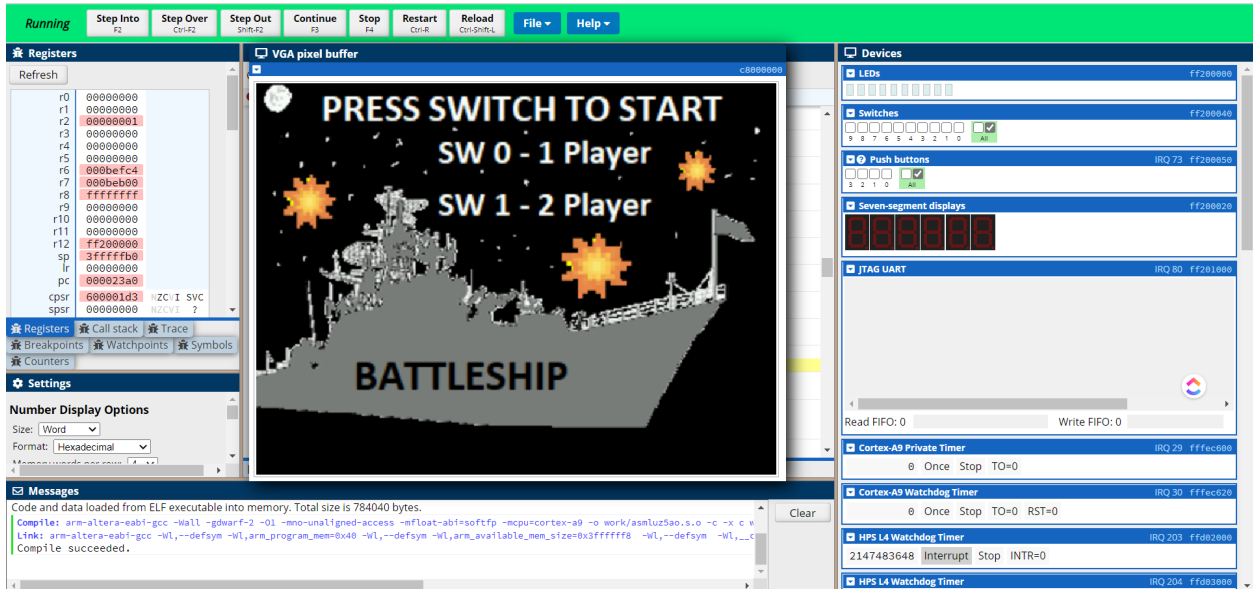 Running
Step Into
F2
Step Over
Ctrl-F2
Step Out
Shift-F2
Continue
F3
Stop
F4
Restart
Ctrl-R
Reload
Ctrl-Shift-L
File
Help
Registers
Refresh
r0 00000000
r1 00000000
r2 00000001
r3 00000000
r4 00000000
r5 00000000
r6 000befc4
r7 000beb00
r8 ffffffff
r9 00000000
r10 00000000
r11 00000000
r12 ff200000
sp 3fffffb0
lr 00000000
pc 000023a0
cpsr 600001d3 NZCVI SVC
spsr 00000000 NZCVI ?
Registers Call stack Trace
Breakpoints Watchpoints Symbols
Counters
Settings
Number Display Options
Size: Word
Format: Hexadecimal
Memory words per row: 4
VGA pixel buffer
c8000000
PRESS SWITCH TO START
SW 0 - 1 Player
SW 1 - 2 Player
BATTLESHIP
Messages
Code and data loaded from ELF executable into memory. Total size is 784040 bytes.
Compile: arm-altera-eabi-gcc -Wall -gdwarf-2 -O1 -mno-unaligned-access -mfloat-abi=softfp -mcpu=cortex-a9 -o work/asmluz5ao.s.o -c -x c w
Link: arm-altera-eabi-gcc -Wl,--defsym -Wl,arm_program_mem=0x40 -Wl,--defsym -Wl,arm_available_mem_size=0x3ffffff8 -Wl,--defsym -Wl,__c
Compile succeeded.
Clear
Devices
LEDs ff200000
Switches ff200040
9 8 7 6 5 4 3 2 1 0 All
Push buttons IRQ 73 ff200050
3 2 1 0 All
Seven-segment displays ff200020
JTAG UART IRQ 80 ff201000
Read FIFO: 0 Write FIFO: 0
Cortex-A9 Private Timer IRQ 29 fffec600
0 Once Stop TO=0
Cortex-A9 Watchdog Timer IRQ 30 fffec620
0 Once Stop TO=0 RST=0
HPS L4 Watchdog Timer IRQ 203 ffd02000
2147483648 Interrupt Stop INTR=0
HPS L4 Watchdog Timer IRQ 204 ffd03000